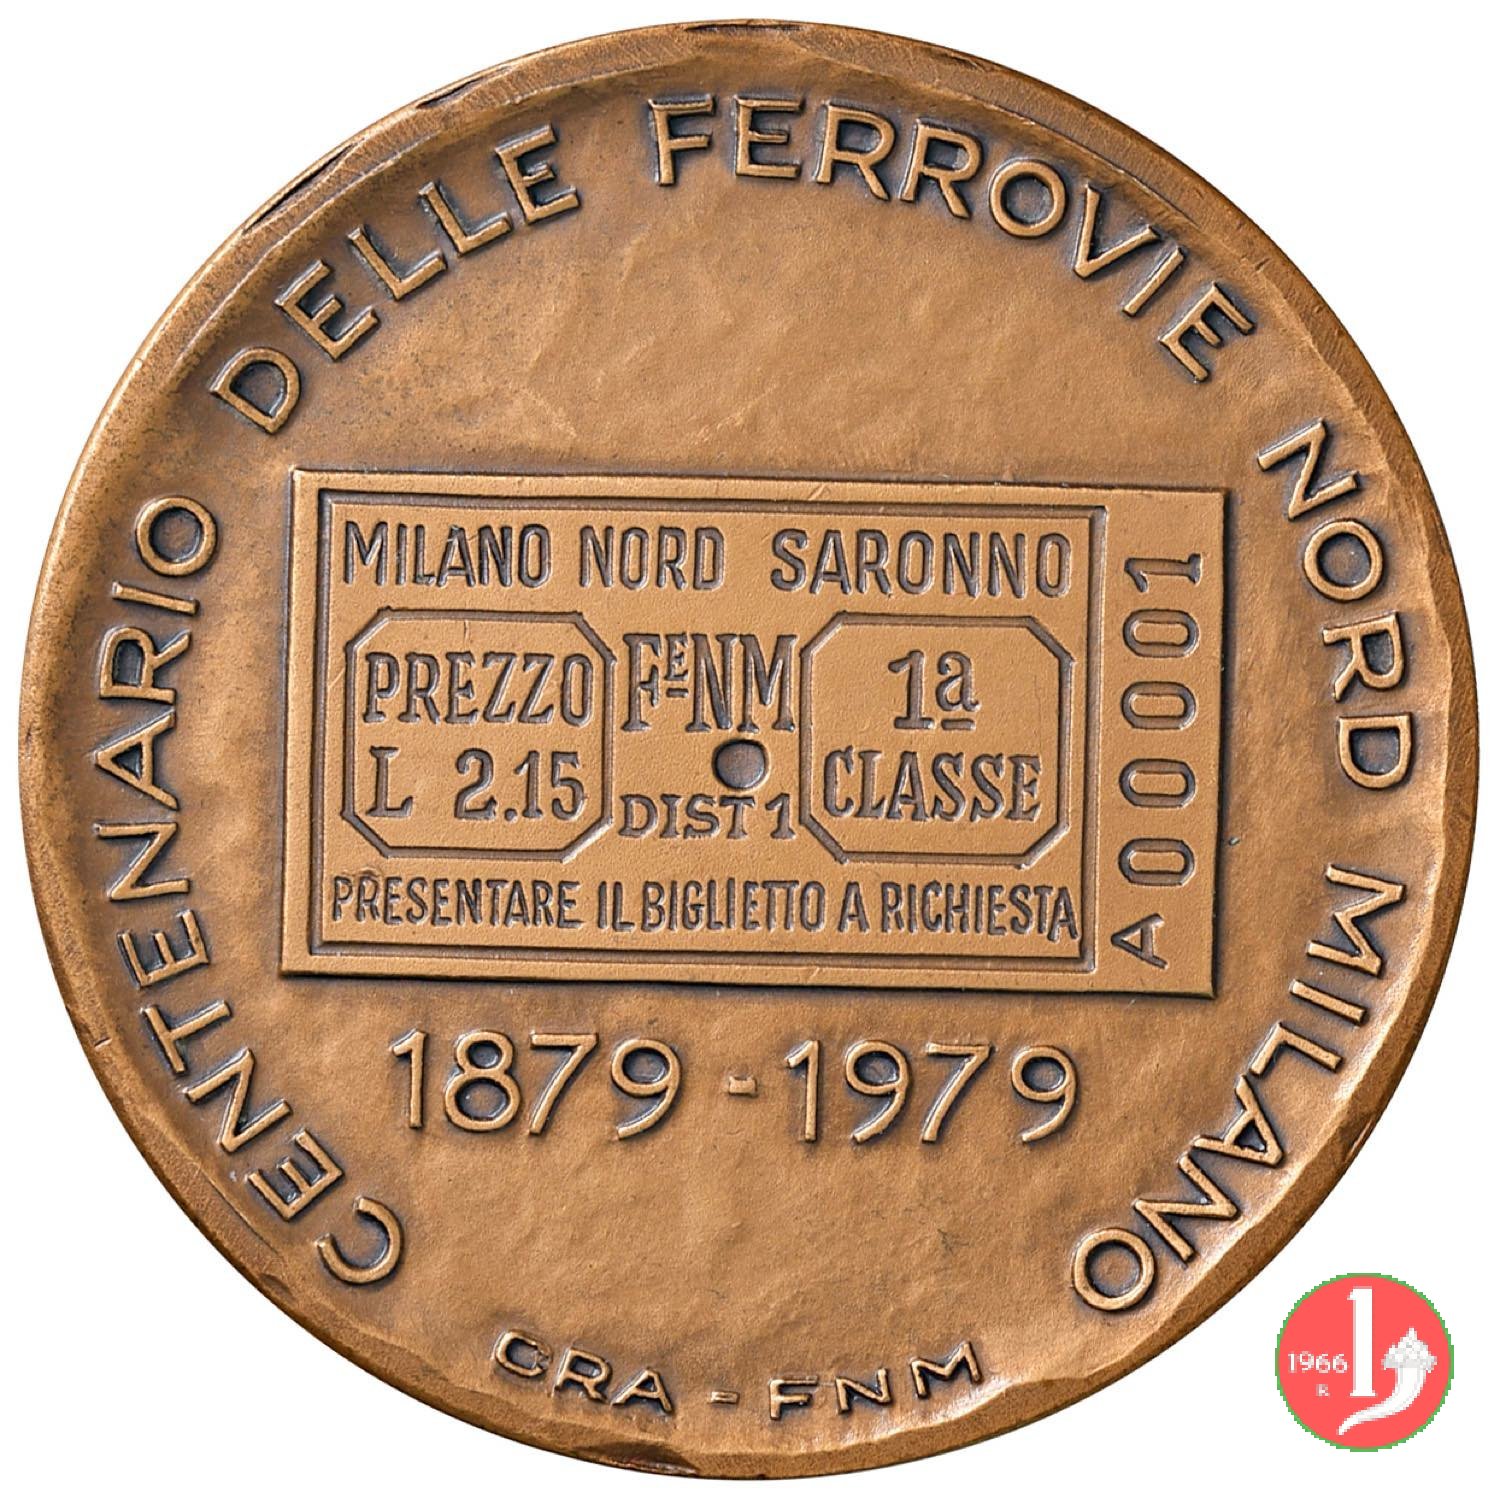 CENTENARIO DELLE FERROVIE NORD MILANO
MILANO NORD SARONNO
PREZZO
L 2.15
FeNM
DIST 1
1a
CLASSE
PRESENTARE IL BIGLIETTO A RICHIESTA
A 00001
1879 - 1979
CRA - FNM
1966
R